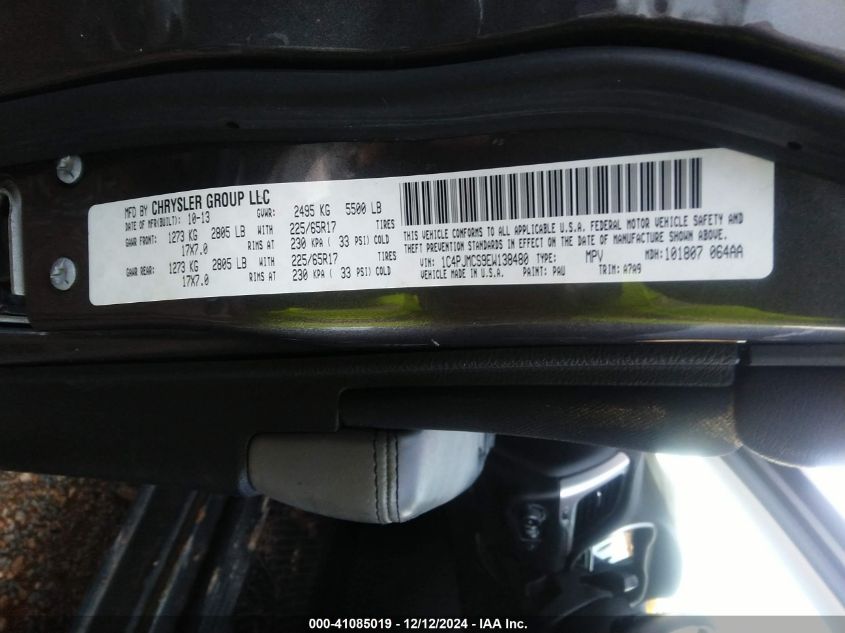 MFD BY CHRYSLER GROUP LLC
DATE OF MFR(BUILT): 10-13 GVWR: 2495 KG 5500 LB
GAWR FRONT: 1273 KG 2805 LB WITH 225/65R17 TIRES
17X7.0 RIMS AT 230 KPA ( 33 PSI) COLD
GAWR REAR: 1273 KG 2805 LB WITH 225/65R17 TIRES
17X7.0 RIMS AT 230 KPA ( 33 PSI) COLD
THIS VEHICLE CONFORMS TO ALL APPLICABLE U.S.A. FEDERAL MOTOR VEHICLE SAFETY AND
THEFT PREVENTION STANDARDS IN EFFECT ON THE DATE OF MANUFACTURE SHOWN ABOVE.
VIN: 1C4PJMCS9EW138480 TYPE: MPV MDH: 101807 064AA
VEHICLE MADE IN U.S.A. PAINT: PAU TRIM: A7A9
000-41085019 - 12/12/2024 - IAA Inc.